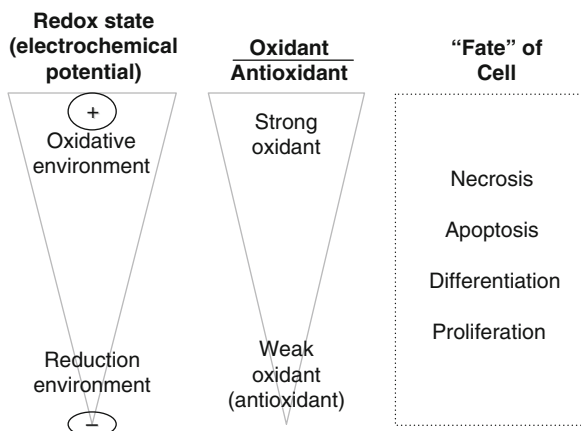 Redox state
(electrochemical
potential)
+
Oxidative
environment
Reduction
environment
−
Oxidant
Antioxidant
Strong
oxidant
Weak
oxidant
(antioxidant)
“Fate” of
Cell
Necrosis
Apoptosis
Differentiation
Proliferation